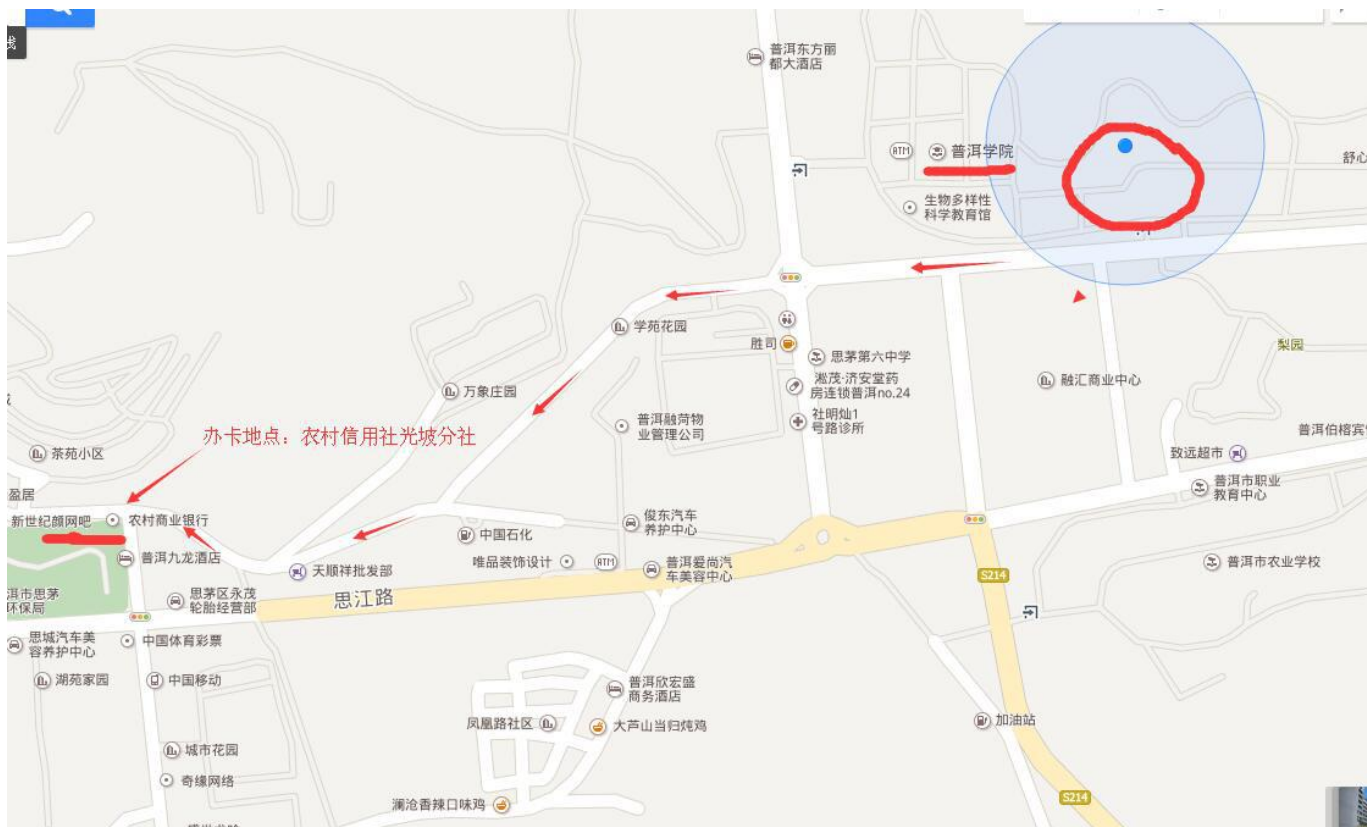 线
普洱东方丽
都大酒店
ATM
普洱学院
舒心
生物多样性
科学教育馆
学苑花园
胜司
思茅第六中学
梨园
淞茂·济安堂药
房连锁普洱no.24
融汇商业中心
万象庄园
社明灿1
号路诊所
普洱融菏物
业管理公司
办卡地点：农村信用社光坡分社
普洱伯榕宾
茶苑小区
致远超市
普洱市职业
教育中心
盈居
新世纪颜网吧
农村商业银行
俊东汽车
养护中心
中国石化
普洱九龙酒店
唯品装饰设计
ATM
普洱爱尚汽
车美容中心
普洱市农业学校
天顺祥批发部
S214
洱市思茅
环保局
思茅区永茂
轮胎经营部
思江路
思城汽车美
容养护中心
中国体育彩票
湖苑家园
中国移动
普洱欣宏盛
商务酒店
凤凰路社区
大芦山当归炖鸡
加油站
城市花园
奇缘网络
S214
澜沧香辣口味鸡